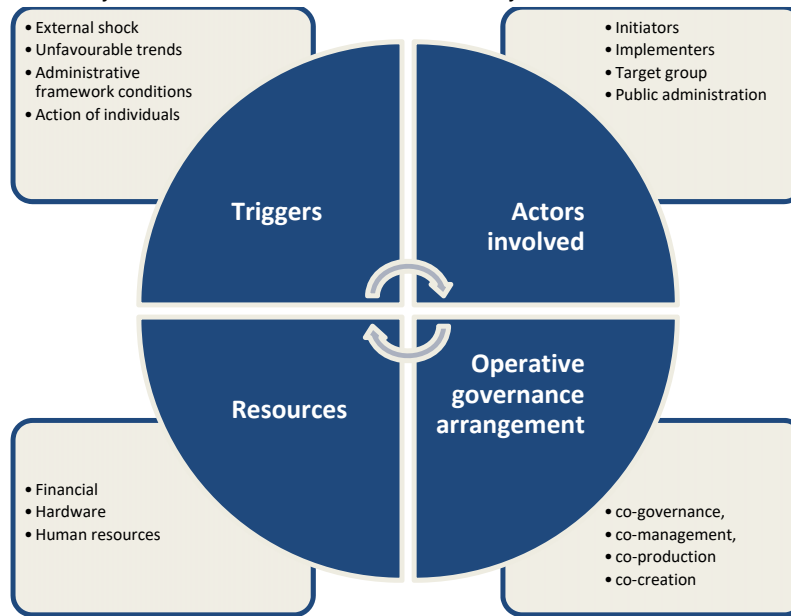 • External shock
• Unfavourable trends
• Administrative
framework conditions
• Action of individuals
• Initiators
• Implementers
• Target group
• Public administration
Triggers
Actors
involved
Resources
Operative
governance
arrangement
• Financial
• Hardware
• Human resources
• co-governance,
• co-management,
• co-production
• co-creation